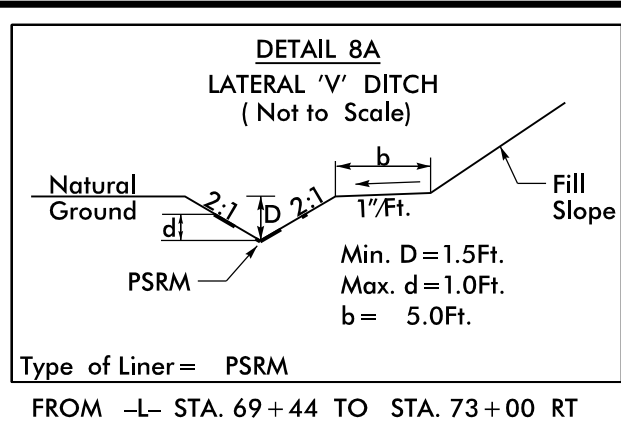 DETAIL 8A
LATERAL 'V' DITCH
( Not to Scale)
b
Natural
Ground
2:1
D
2:1
1"/Ft.
Fill
Slope
d
PSRM
Min. D=1.5Ft.
Max. d=1.0Ft.
b= 5.0Ft.
Type of Liner= PSRM
FROM -L- STA. 69+44 TO STA. 73+00 RT